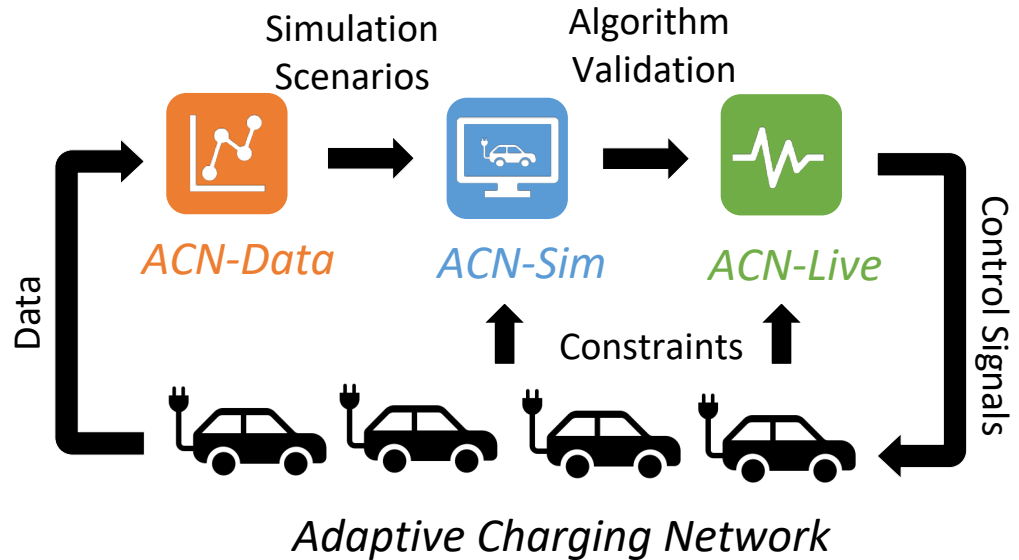 Simulation
Scenarios
Algorithm
Validation
ACN-Data
ACN-Sim
ACN-Live
Data
Constraints
Control Signals
Adaptive Charging Network